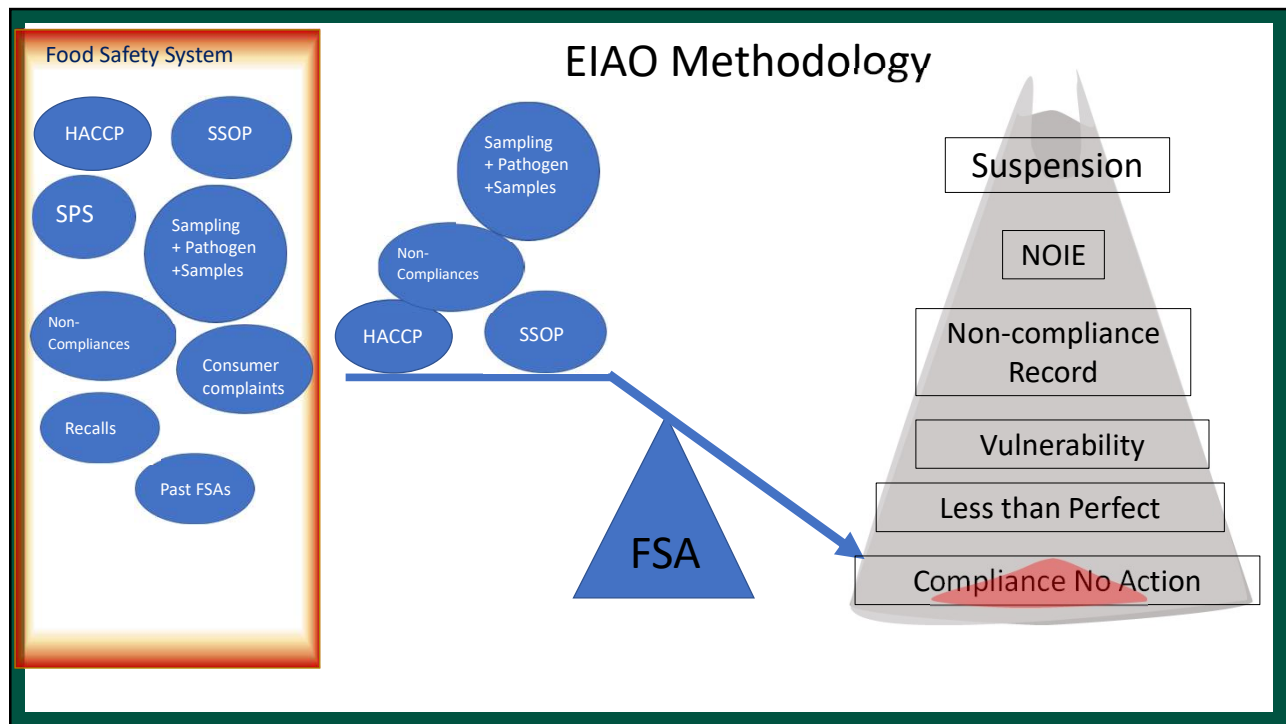 EIAO Methodology
Food Safety System
HACCP
SSOP
SPS
Sampling
+ Pathogen
+Samples
Non-
Compliances
Consumer
complaints
Recalls
Past FSAs
Sampling
+ Pathogen
+Samples
Non-
Compliances
HACCP
SSOP
FSA
Suspension
NOIE
Non-compliance
Record
Vulnerability
Less than Perfect
Compliance No Action